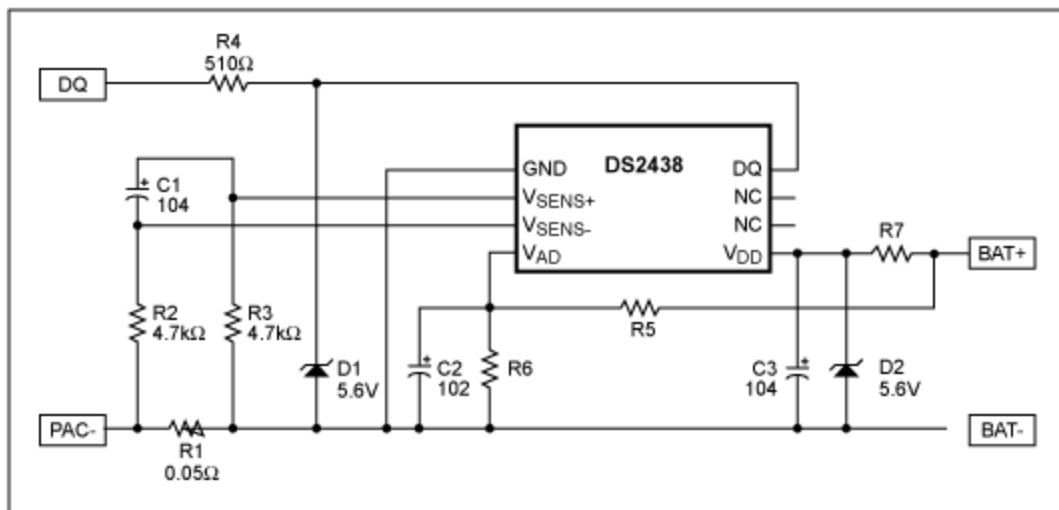 R4
510Ω
DQ
GND
DS2438
DQ
C1
104
VSENS+
NC
VSENS-
NC
VAD
VDD
R7
BAT+
R2
4.7kΩ
R3
4.7kΩ
R5
D1
5.6V
C2
102
R6
C3
104
D2
5.6V
PAC-
R1
0.05Ω
BAT-